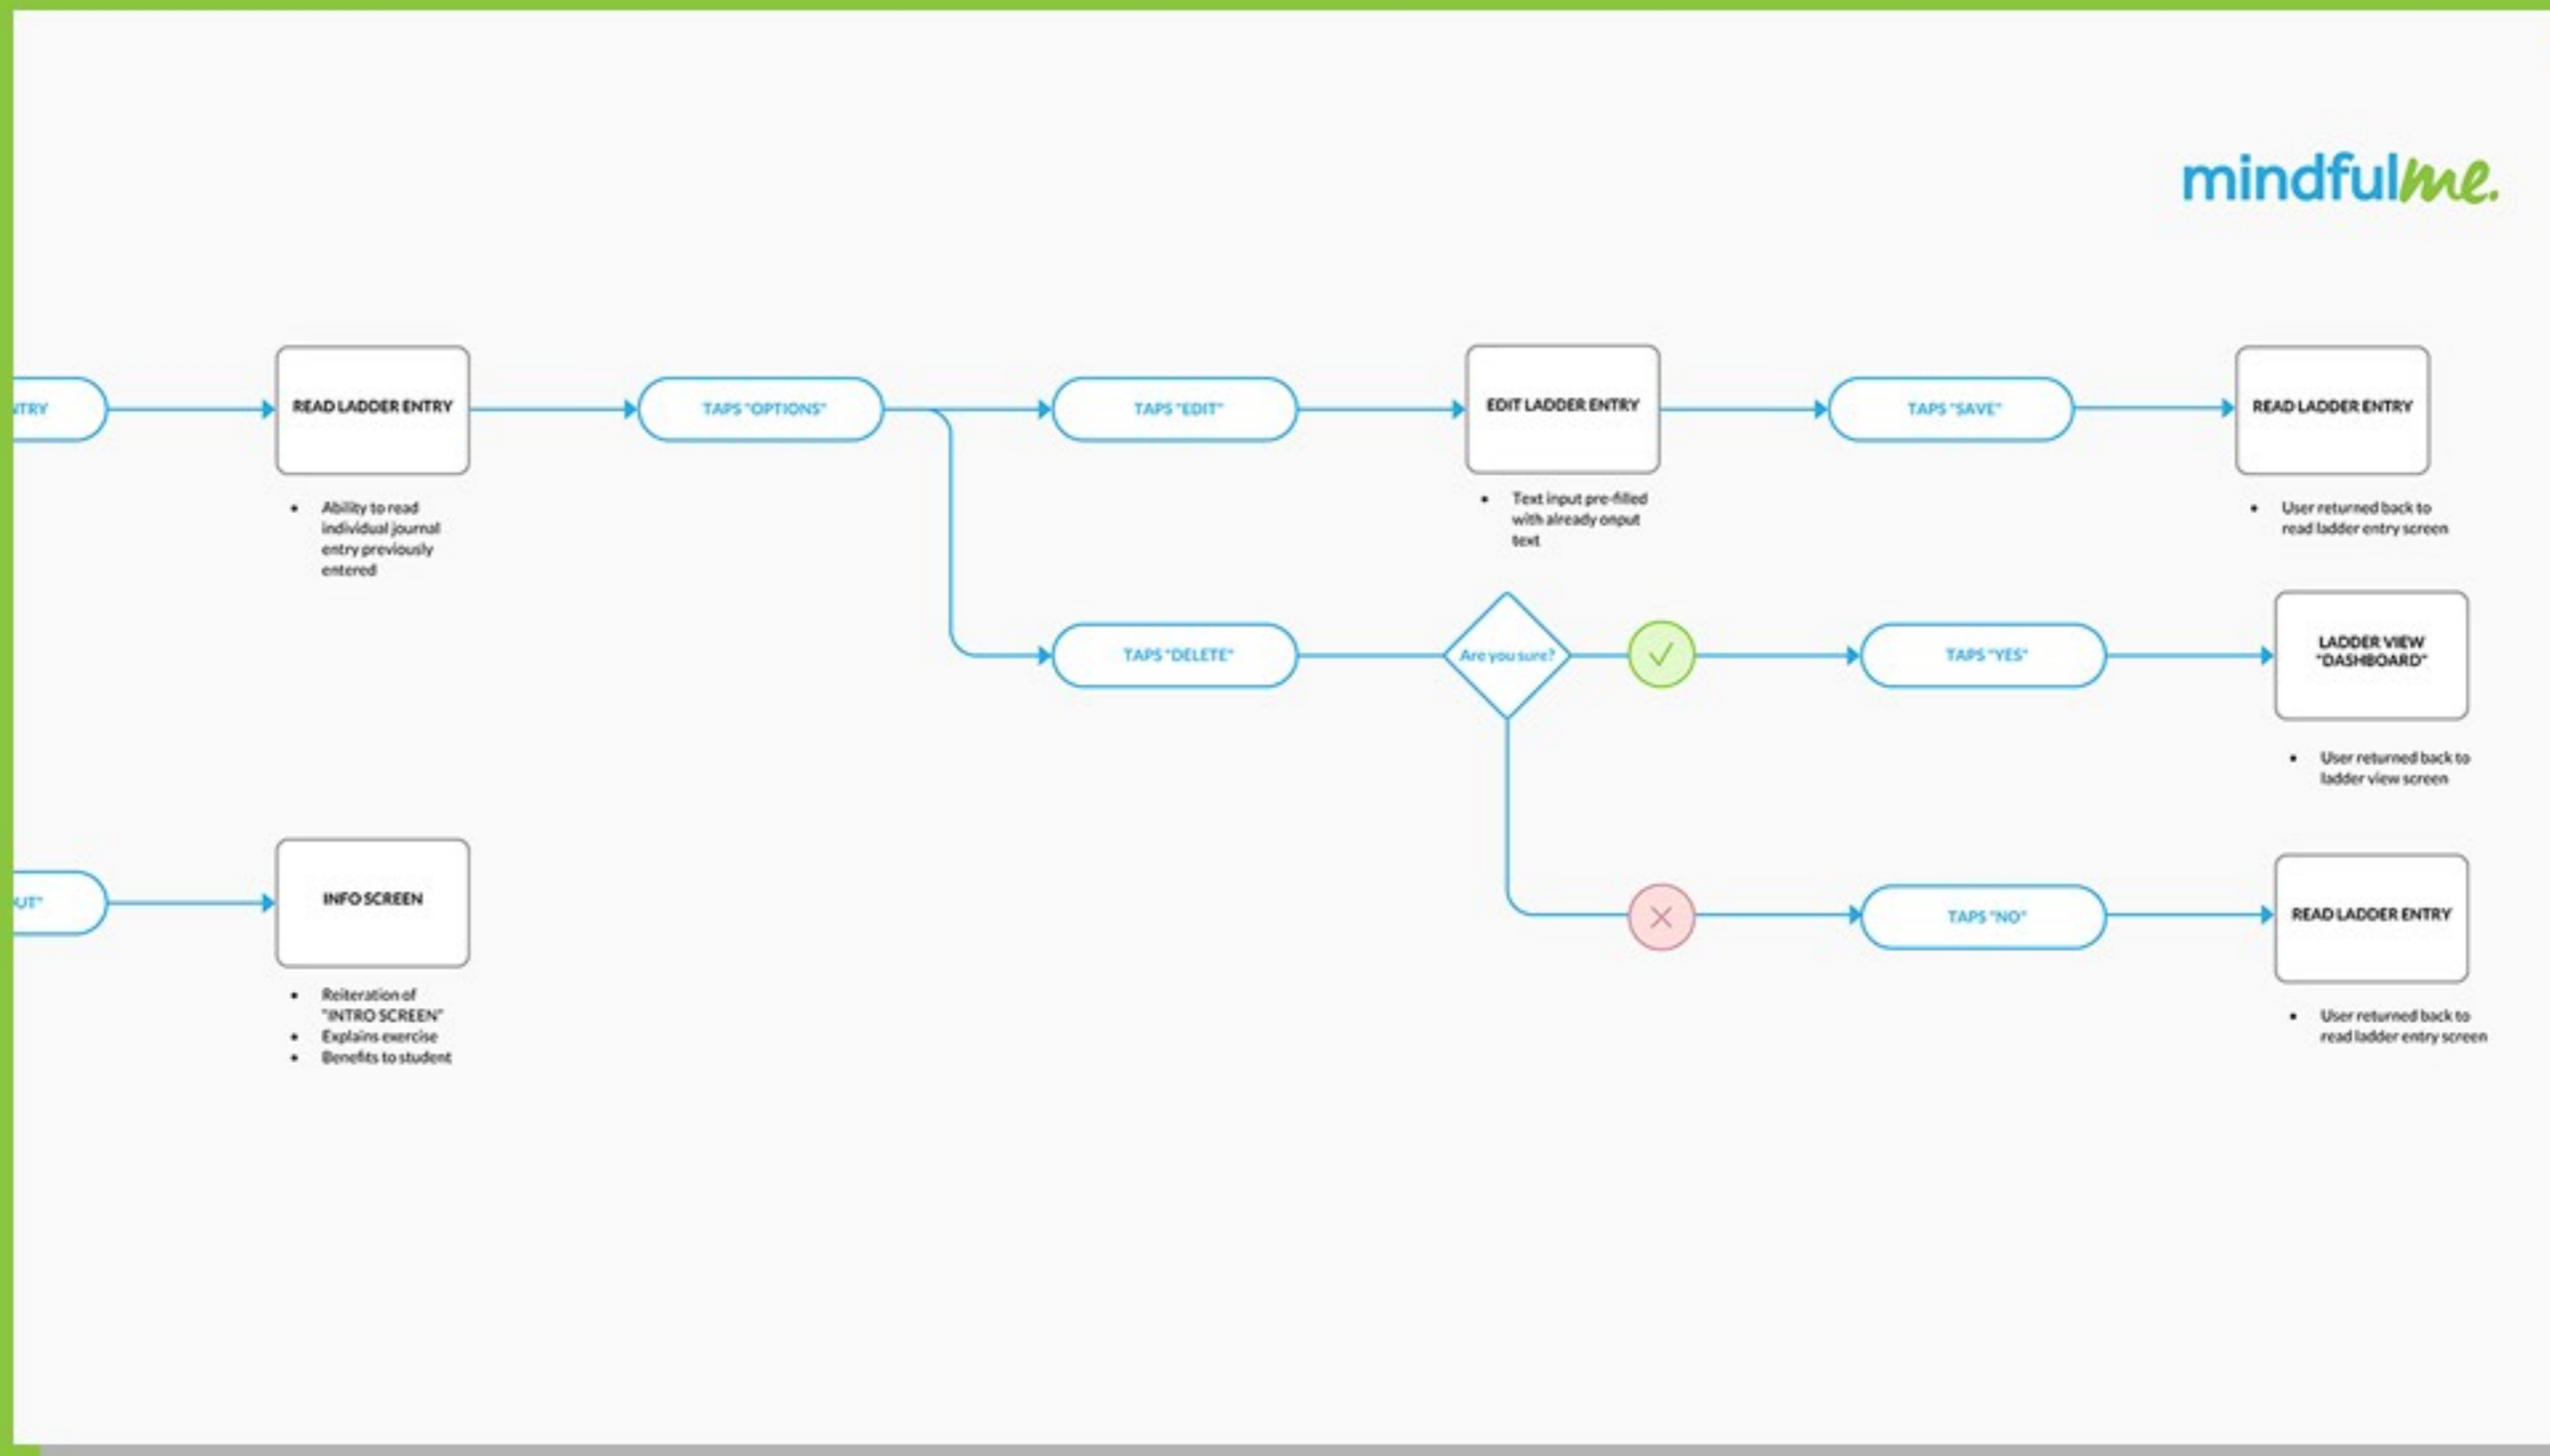 mindfulme.
NTRY
READ LADDER ENTRY
TAPS "OPTIONS"
TAPS "EDIT"
EDIT LADDER ENTRY
TAPS "SAVE"
READ LADDER ENTRY
• Ability to read
individual journal
entry previously
entered
• Text input pre-filled
with already onput
text
• User returned back to
read ladder entry screen
TAPS "DELETE"
Are you sure?
TAPS "YES"
LADDER VIEW
"DASHBOARD"
• User returned back to
ladder view screen
UT"
INFO SCREEN
TAPS "NO"
READ LADDER ENTRY
• Reiteration of
"INTRO SCREEN"
• Explains exercise
• Benefits to student
• User returned back to
read ladder entry screen